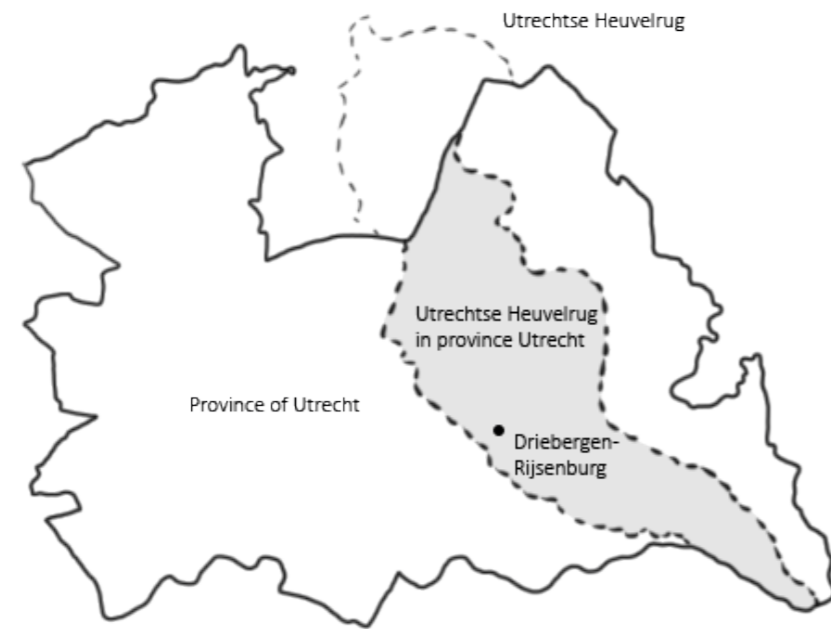 Utrechtse Heuvelrug
Utrechtse Heuvelrug
in province Utrecht
Province of Utrecht
Driebergen-
Rijsenburg